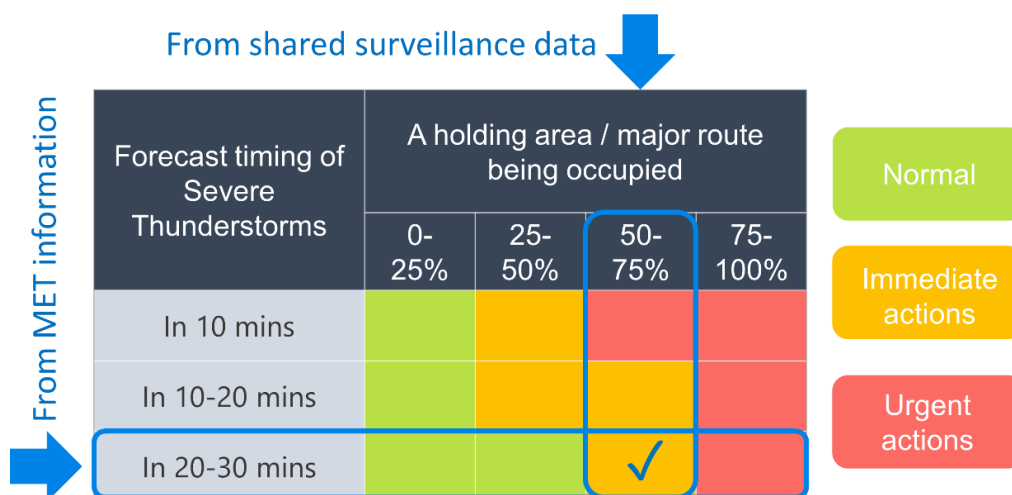 From shared surveillance data
From MET information
Forecast timing of
Severe
Thunderstorms
A holding area / major route
being occupied
0-
25%
25-
50%
50-
75%
75-
100%
In 10 mins
In 10-20 mins
In 20-30 mins
✓
Normal
Immediate
actions
Urgent
actions